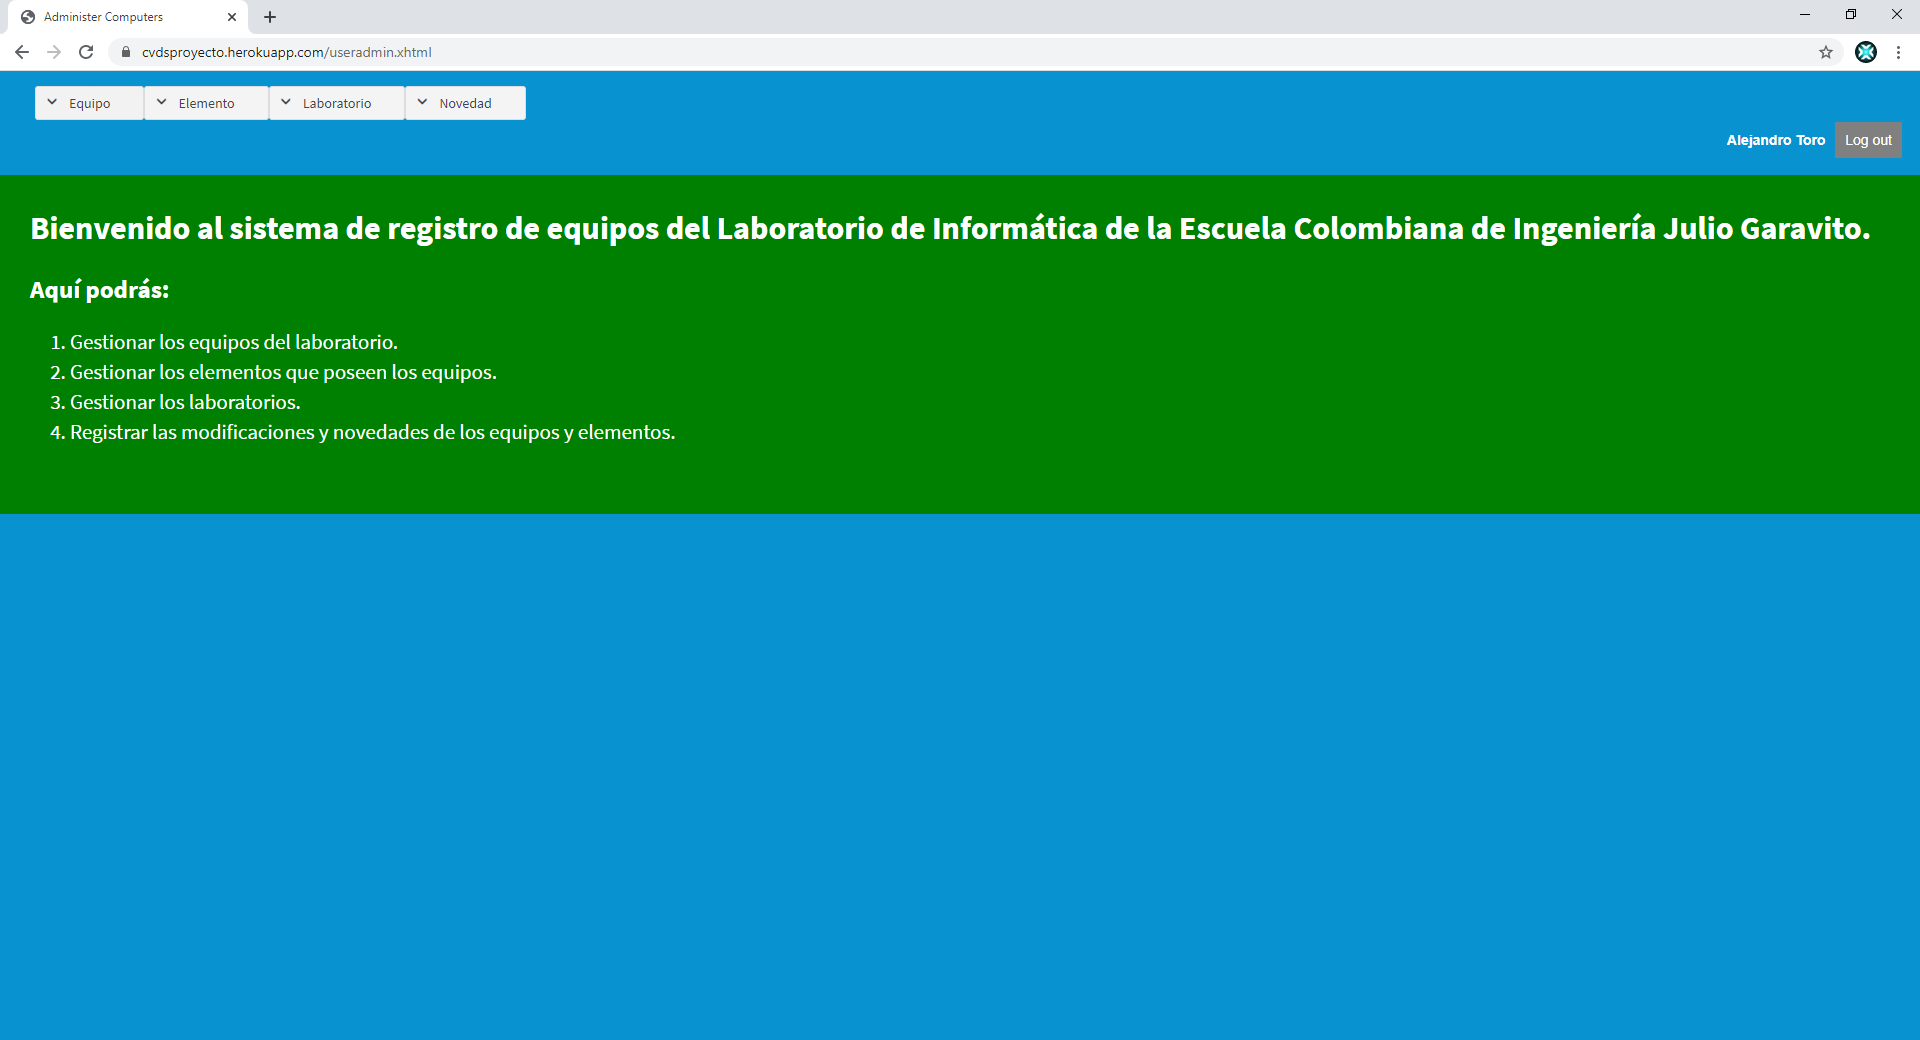 Administer Computers
cvdsproyecto.herokuapp.com/useradmin.xhtml
Equipo Elemento Laboratorio Novedad
Alejandro Toro Log out
Bienvenido al sistema de registro de equipos del Laboratorio de Informática de la Escuela Colombiana de Ingeniería Julio Garavito.
Aquí podrás:
1. Gestionar los equipos del laboratorio.
2. Gestionar los elementos que poseen los equipos.
3. Gestionar los laboratorios.
4. Registrar las modificaciones y novedades de los equipos y elementos.